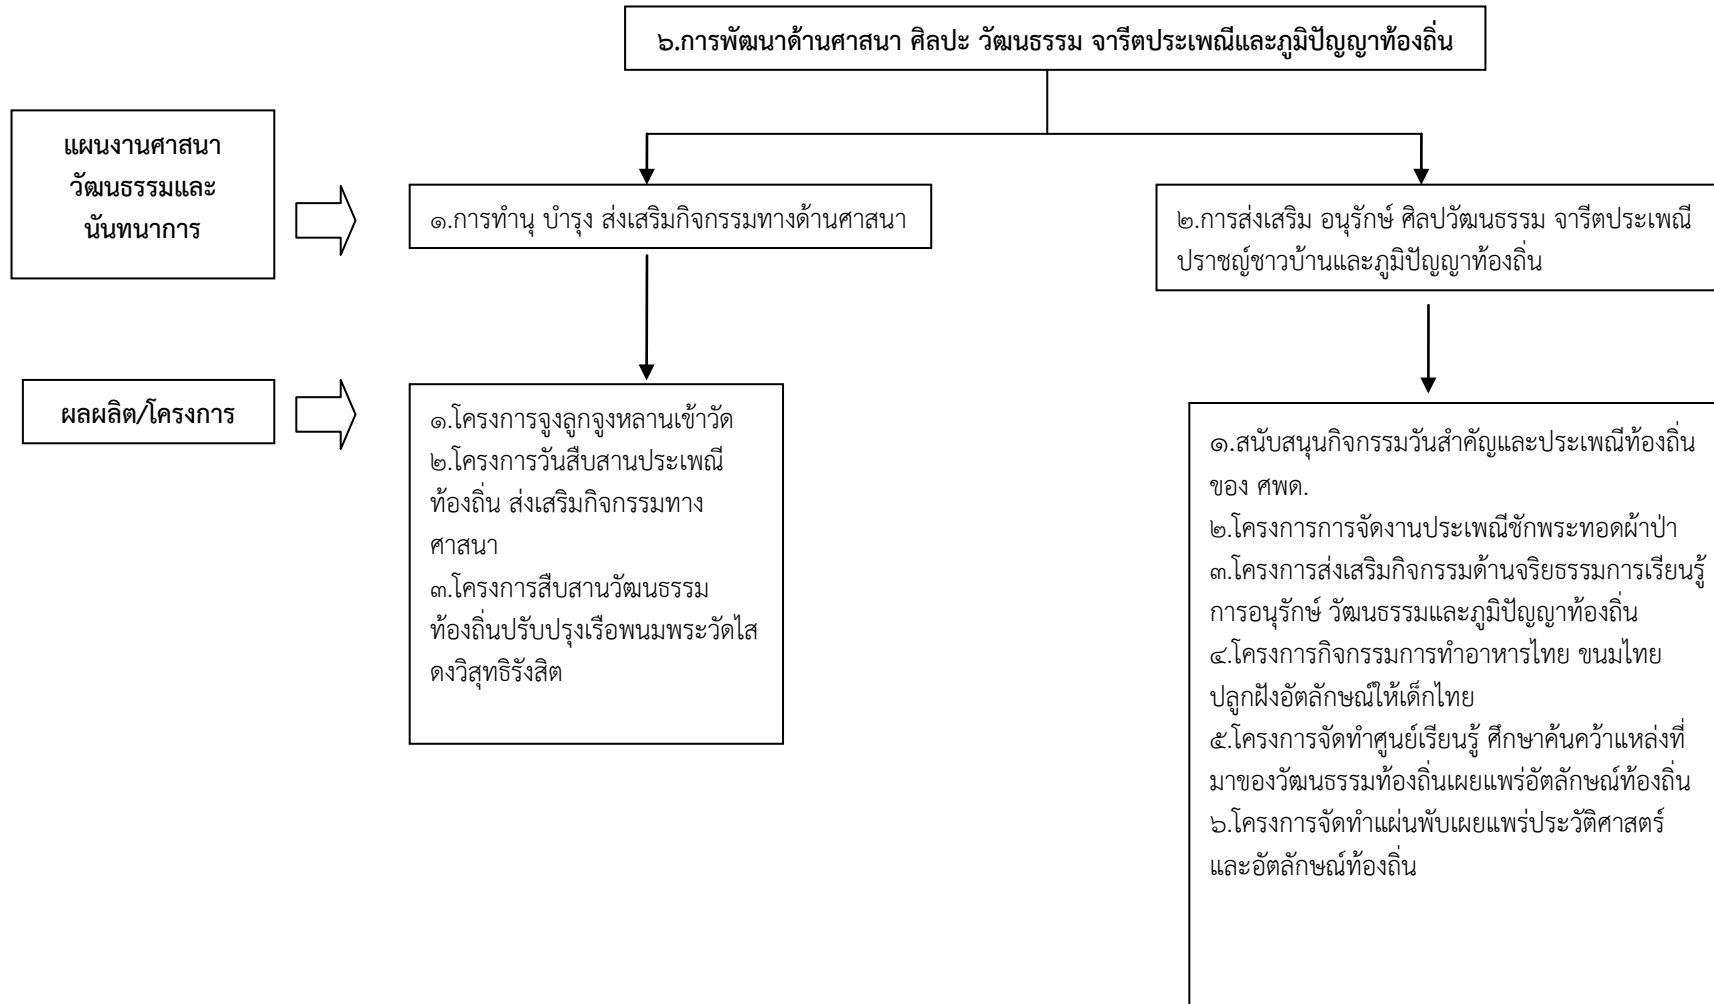 ๖.การพัฒนาด้านศาสนา ศิลปะ วัฒนธรรม จารีตประเพณีและภูมิปัญญาท้องถิ่น
แผนงานศาสนา
วัฒนธรรมและ
นันทนาการ
๑.การทำนุ บำรุง ส่งเสริมกิจกรรมทางด้านศาสนา
๒.การส่งเสริม อนุรักษ์ ศิลปวัฒนธรรม จารีตประเพณี
ปราชญ์ชาวบ้านและภูมิปัญญาท้องถิ่น
ผลผลิต/โครงการ
๑.โครงการจูงลูกจูงหลานเข้าวัด
๒.โครงการวันสืบสานประเพณี
ท้องถิ่น ส่งเสริมกิจกรรมทาง
ศาสนา
๓.โครงการสืบสานวัฒนธรรม
ท้องถิ่นปรับปรุงเรือพนมพระวัดไส
ดงวิสุทธิรังสิต
๑.สนับสนุนกิจกรรมวันสำคัญและประเพณีท้องถิ่น
ของ ศพด.
๒.โครงการการจัดงานประเพณีชักพระทอดผ้าป่า
๓.โครงการส่งเสริมกิจกรรมด้านจริยธรรมการเรียนรู้
การอนุรักษ์ วัฒนธรรมและภูมิปัญญาท้องถิ่น
๔.โครงการกิจกรรมการทำอาหารไทย ขนมไทย
ปลูกฝังอัตลักษณ์ให้เด็กไทย
๕.โครงการจัดทำศูนย์เรียนรู้ ศึกษาค้นคว้าแหล่งที่
มาของวัฒนธรรมท้องถิ่นเผยแพร่อัตลักษณ์ท้องถิ่น
๖.โครงการจัดทำแผ่นพับเผยแพร่ประวัติศาสตร์
และอัตลักษณ์ท้องถิ่น